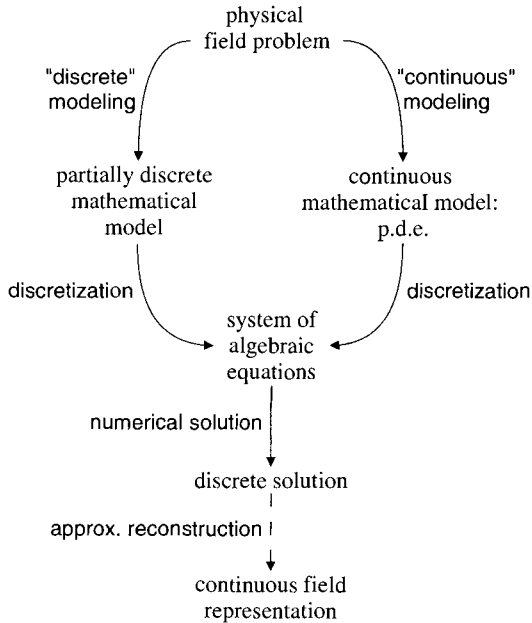 physical
field problem
"discrete"
modeling
"continuous"
modeling
partially discrete
mathematical
model
continuous
mathematical model:
p.d.e.
discretization
discretization
system of
algebraic
equations
numerical solution
discrete solution
approx. reconstruction
continuous field
representation